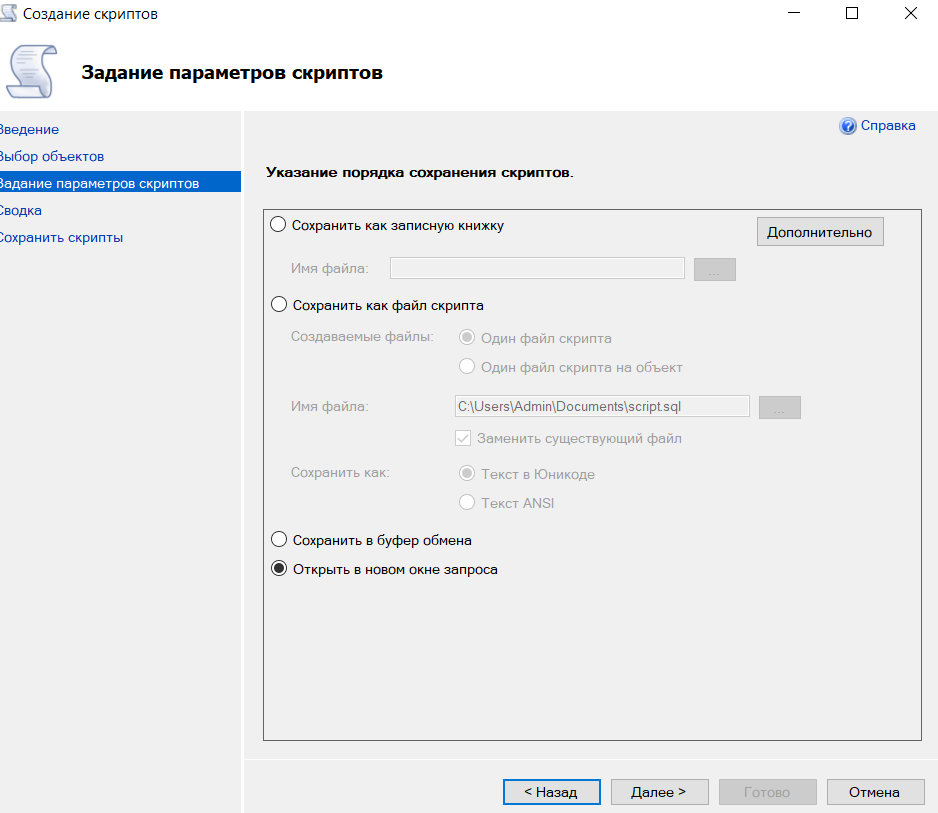 Создание скриптов
Задание параметров скриптов
Введение
Выбор объектов
Задание параметров скриптов
Сводка
Сохранить скрипты
Справка
Указание порядка сохранения скриптов.
Сохранить как записную книжку
Дополнительно
Имя файла:
...
Сохранить как файл скрипта
Создаваемые файлы:
Один файл скрипта
Один файл скрипта на объект
Имя файла:
C:\Users\Admin\Documents\script.sql
...
Заменить существующий файл
Сохранить как:
Текст в Юникоде
Текст ANSI
Сохранить в буфер обмена
Открыть в новом окне запроса
< Назад
Далее >
Готово
Отмена